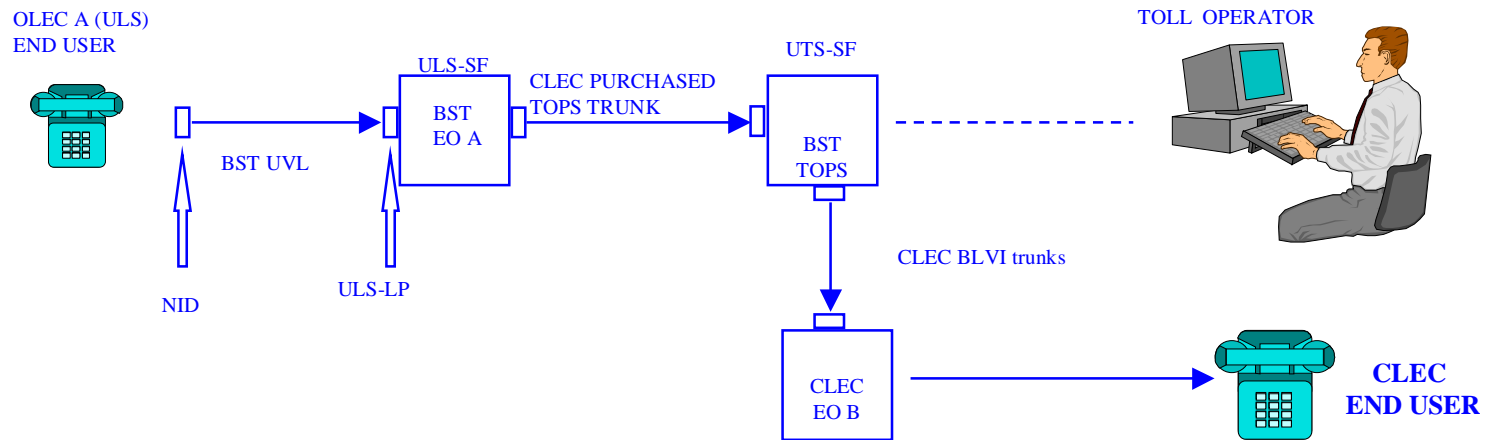 OLEC A (ULS)
END USER
TOLL OPERATOR
UTS-SF
ULS-SF
CLEC PURCHASED
TOPS TRUNK
BST
EO A
BST UVL
BST
TOPS
NID
ULS-LP
CLEC BLVI trunks
CLEC
EO B
CLEC
END USER